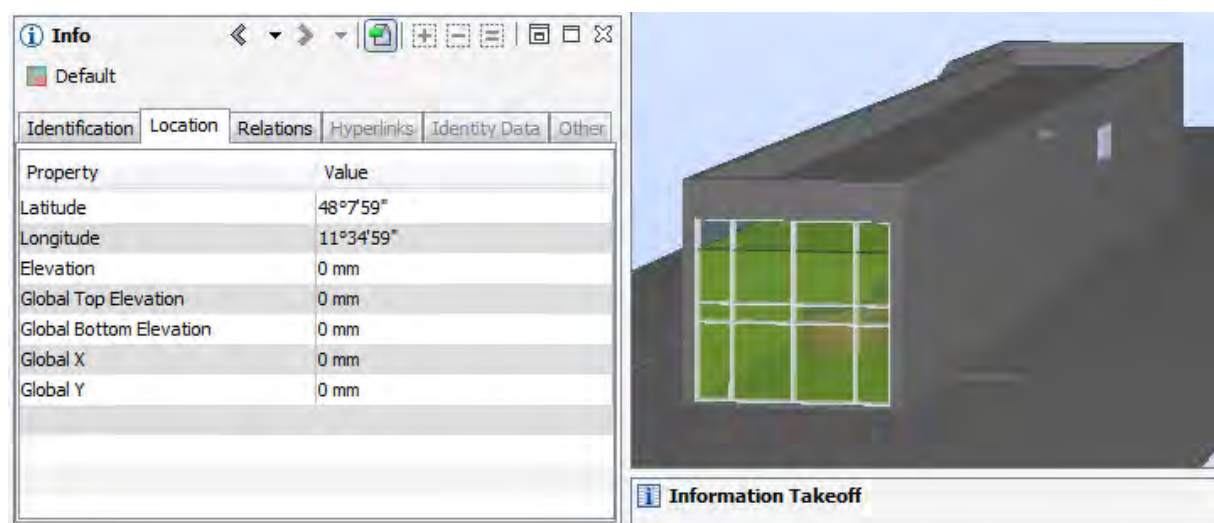 Info
Default
Identification Location Relations Hyperlinks Identity Data Other
Property Value
Latitude 48°7'59"
Longitude 11°34'59"
Elevation 0 mm
Global Top Elevation 0 mm
Global Bottom Elevation 0 mm
Global X 0 mm
Global Y 0 mm
Information Takeoff